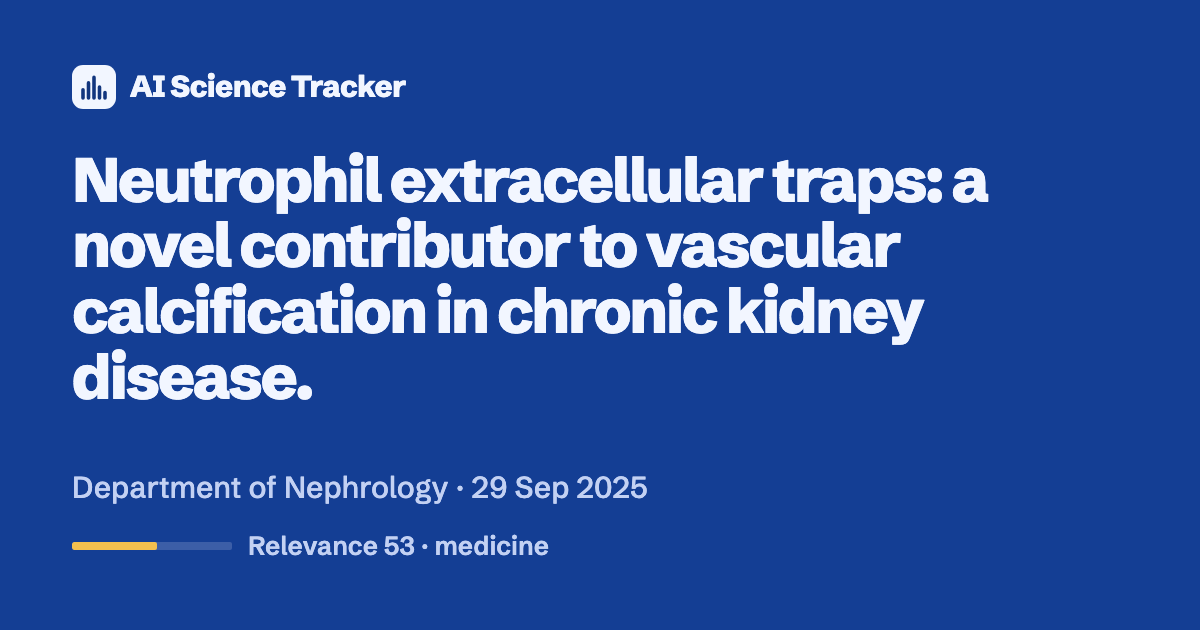 AI Science Tracker
Neutrophil extracellular traps: a
novel contributor to vascular
calcification in chronic kidney
disease.
Department of Nephrology · 29 Sep 2025
Relevance 53 · medicine